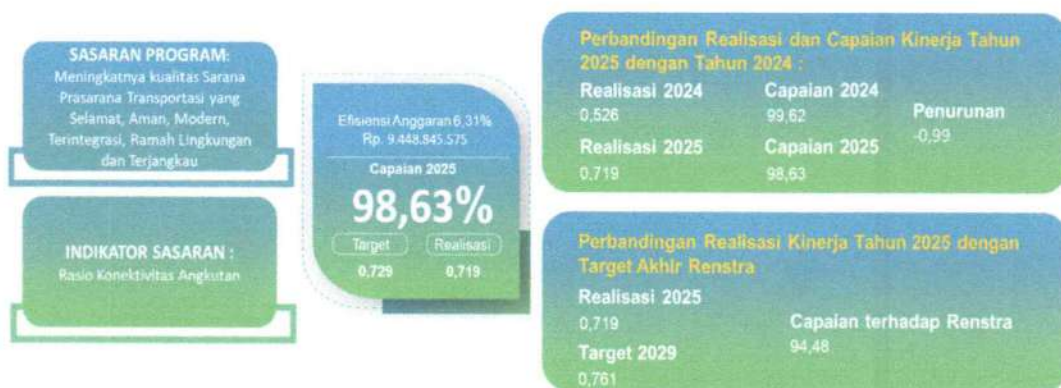 SASARAN PROGRAM:
Meningkatnya kualitas Sarana
Prasarana Transportasi yang
Selamat, Aman, Modern,
Terintegrasi, Ramah Lingkungan
dan Terjangkau
INDIKATOR SASARAN :
Rasio Konektivitas Angkutan
Efisiensi Anggaran 6,31%
Rp. 9.448.845.575
Capaian 2025
98,63%
Target Realisasi
0,729 0,719
Perbandingan Realisasi dan Capaian Kinerja Tahun
2025 dengan Tahun 2024 :
Realisasi 2024 Capaian 2024
0,526 99,62
Penurunan
-0,99
Realisasi 2025 Capaian 2025
0,719 98,63
Perbandingan Realisasi Kinerja Tahun 2025 dengan
Target Akhir Renstra
Realisasi 2025
0,719
Capaian terhadap Renstra
94,48
Target 2029
0,761